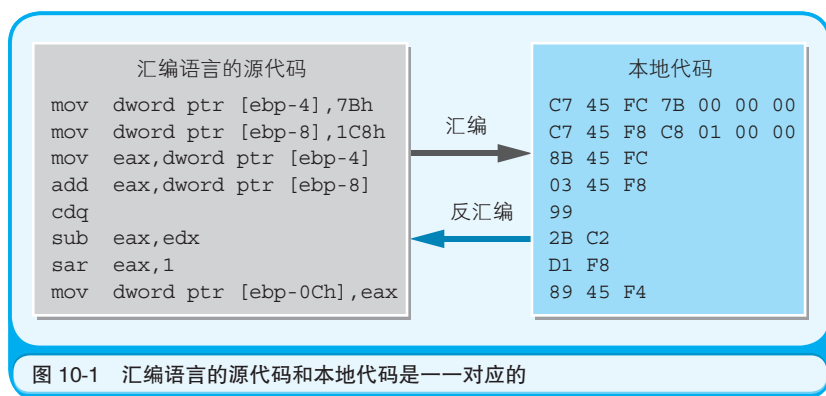 汇编语言的源代码
mov dword ptr [ebp-4],7Bh
mov dword ptr [ebp-8],1C8h
mov eax,dword ptr [ebp-4]
add eax,dword ptr [ebp-8]
cdq
sub eax,edx
sar eax,1
mov dword ptr [ebp-0Ch],eax
汇编
反汇编
本地代码
C7 45 FC 7B 00 00 00
C7 45 F8 C8 01 00 00
8B 45 FC
03 45 F8
99
2B C2
D1 F8
89 45 F4
图 10-1 汇编语言的源代码和本地代码是一一对应的